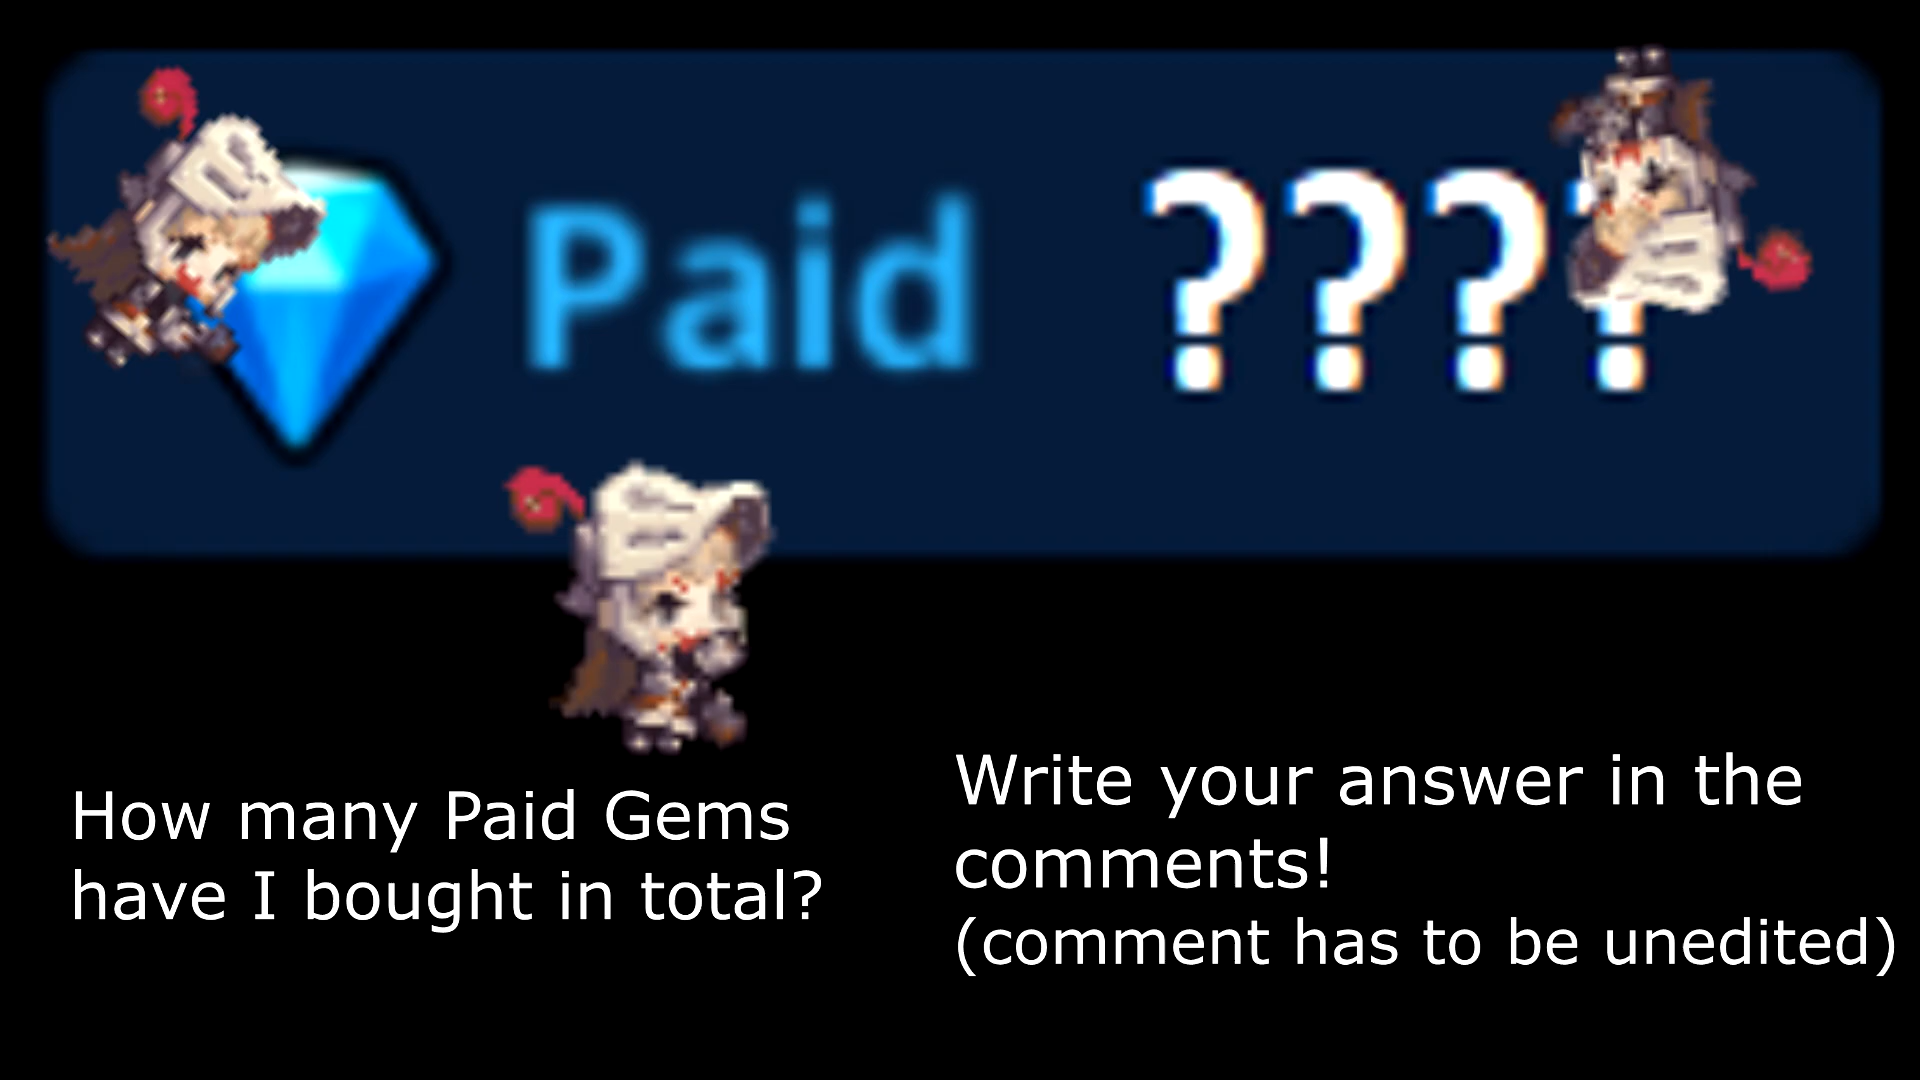 Paid ????
How many Paid Gems
have I bought in total?
Write your answer in the
comments!
(comment has to be unedited)